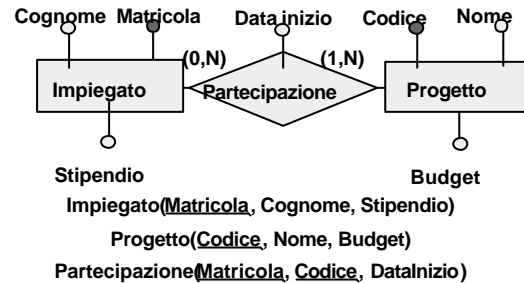 Cognome Matricola Data inizio Codice Nome
(0,N) (1,N)
Impiegato Partecipazione Progetto
Stipendio Budget
Impiegato(Matricola, Cognome, Stipendio)
Progetto(Codice, Nome, Budget)
Partecipazione(Matricola, Codice, DataInizio)